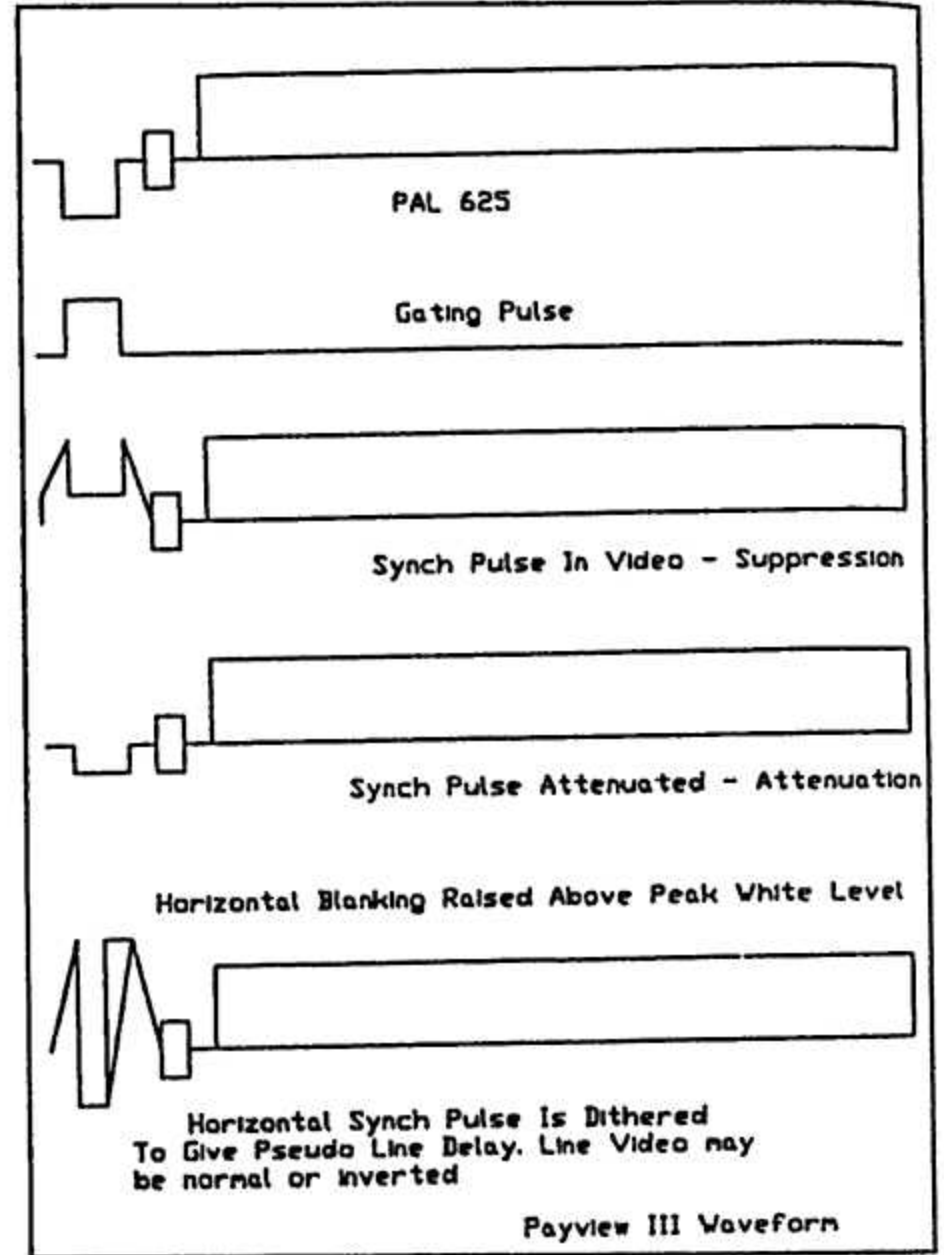 PAL 625
Gating Pulse
Synch Pulse In Video - Suppression
Synch Pulse Attenuated - Attenuation
Horizontal Blanking Raised Above Peak White Level
Horizontal Synch Pulse Is Dithered
To Give Pseudo Line Delay. Line Video may
be normal or inverted
Payview III Waveform